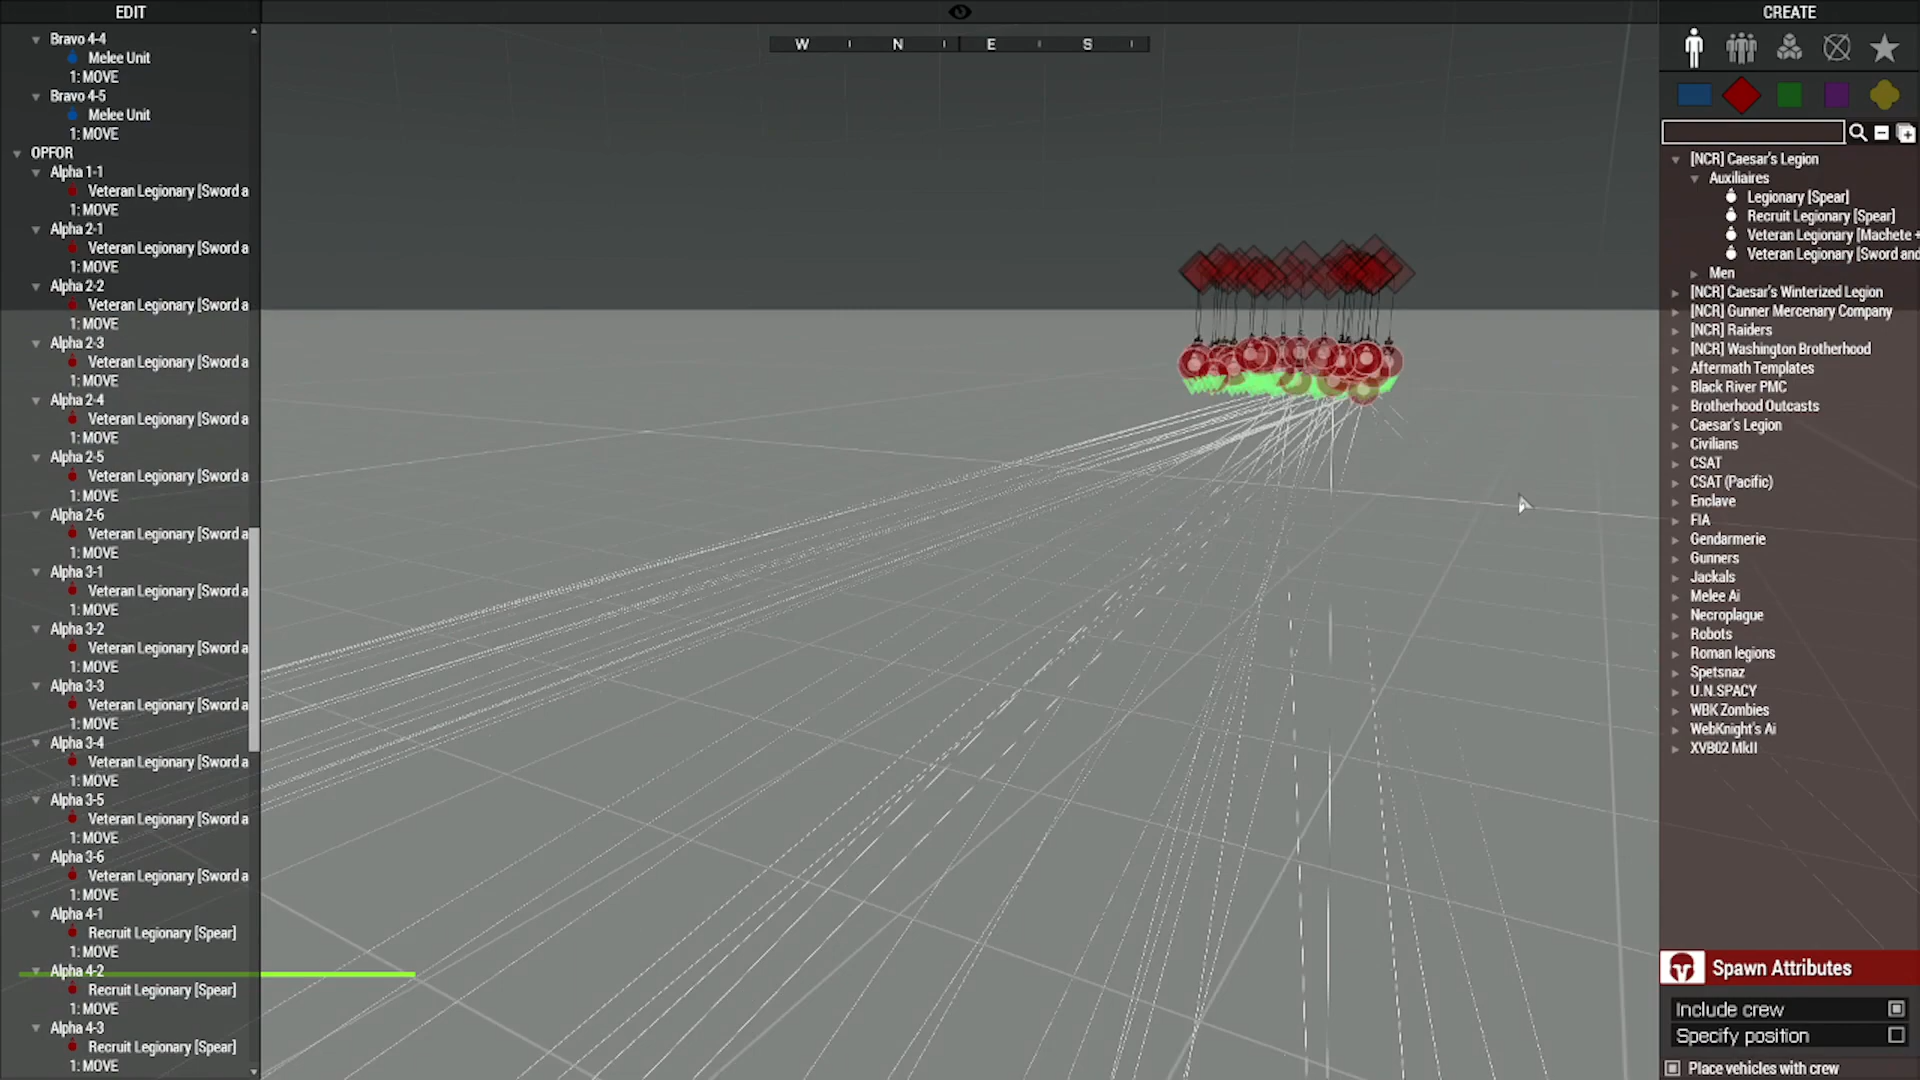 EDIT
Bravo 4-4
Melee Unit
1: MOVE
Bravo 4-5
Melee Unit
1: MOVE
OPFOR
Alpha 1-1
Veteran Legionary [Sword a
1: MOVE
Alpha 2-1
Veteran Legionary [Sword a
1: MOVE
Alpha 2-2
Veteran Legionary [Sword a
1: MOVE
Alpha 2-3
Veteran Legionary [Sword a
1: MOVE
Alpha 2-4
Veteran Legionary [Sword a
1: MOVE
Alpha 2-5
Veteran Legionary [Sword a
1: MOVE
Alpha 2-6
Veteran Legionary [Sword a
1: MOVE
Alpha 3-1
Veteran Legionary [Sword a
1: MOVE
Alpha 3-2
Veteran Legionary [Sword a
1: MOVE
Alpha 3-3
Veteran Legionary [Sword a
1: MOVE
Alpha 3-4
Veteran Legionary [Sword a
1: MOVE
Alpha 3-5
Veteran Legionary [Sword a
1: MOVE
Alpha 3-6
Veteran Legionary [Sword a
1: MOVE
Alpha 4-1
Recruit Legionary [Spear]
1: MOVE
Alpha 4-2
Recruit Legionary [Spear]
1: MOVE
Alpha 4-3
Recruit Legionary [Spear]
1: MOVE
W N E S
CREATE
[NCR] Caesar's Legion
Auxiliaires
Legionary [Spear]
Recruit Legionary [Spear]
Veteran Legionary [Machete +
Veteran Legionary [Sword and
Men
[NCR] Caesar's Winterized Legion
[NCR] Gunner Mercenary Company
[NCR] Raiders
[NCR] Washington Brotherhood
Aftermath Templates
Black River PMC
Brotherhood Outcasts
Caesar's Legion
Civilians
CSAT
CSAT (Pacific)
Enclave
FIA
Gendarmerie
Gunners
Jackals
Melee Ai
Necroplague
Robots
Roman legions
Spetsnaz
U.N.SPACY
WBK Zombies
WebKnight's Ai
XVB02 MkII
Spawn Attributes
Include crew
Specify position
Place vehicles with crew